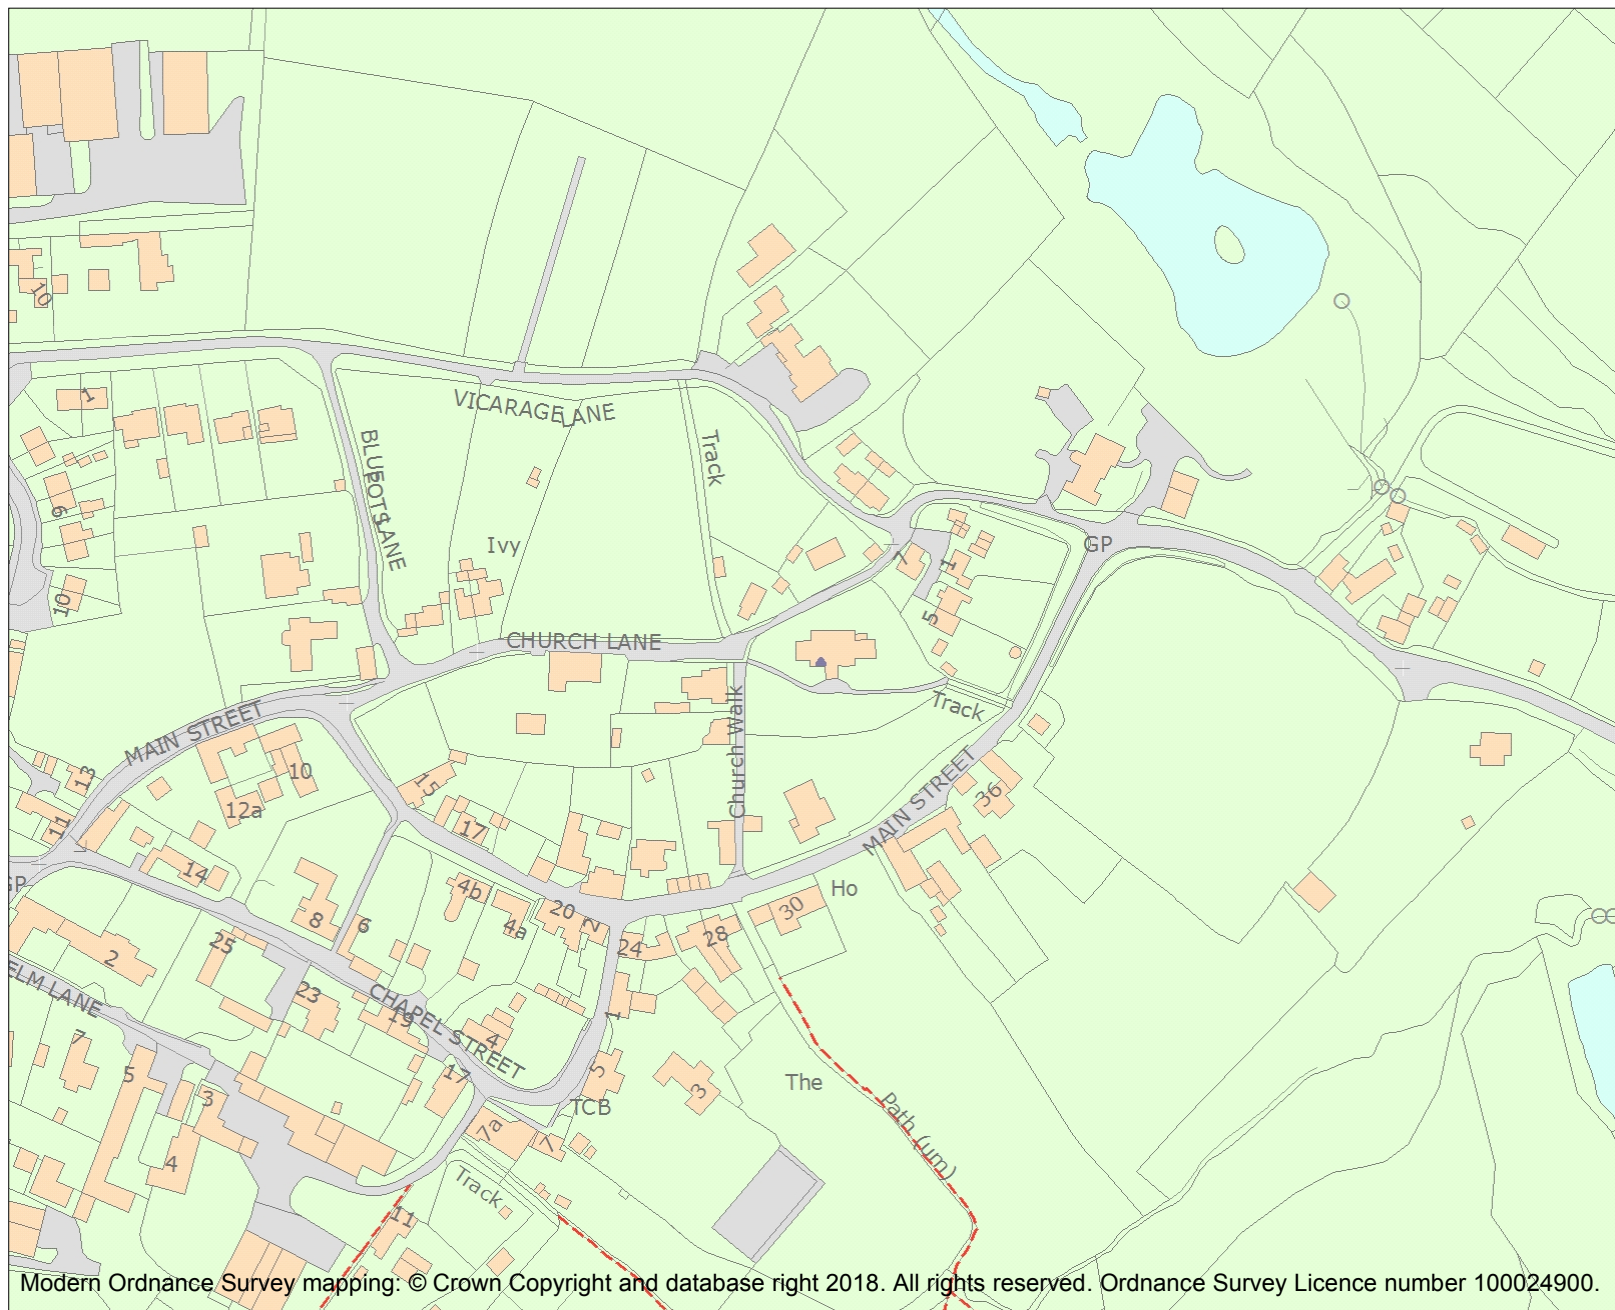 10
1
VICARAGE LANE
BLUEPOTS LANE
Track
6
Ivy
GP
7
1
10
5
CHURCH LANE
Track
Church Walk
MAIN STREET
13
10
12a
15
MAIN STREET
36
11
17
14
GP
4b
Ho
30
8
6
20
2
4a
28
25
24
2
ELM LANE
23
19
CHAPEL STREET
1
4
7
5
17
5
3
The
3
TCB
Path (um)
7a
7
4
Track
11
Modern Ordnance Survey mapping: © Crown Copyright and database right 2018. All rights reserved. Ordnance Survey Licence number 100024900.